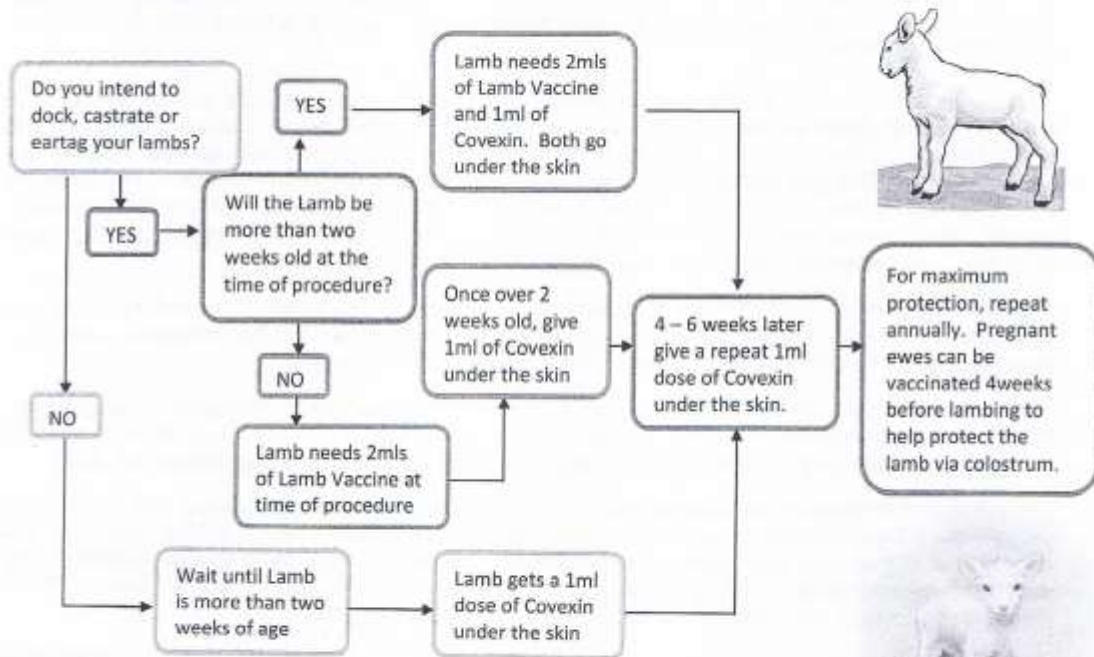 Do you intend to
dock, castrate or
eartag your lambs?
YES
Will the Lamb be
more than two
weeks old at the
time of procedure?
YES
Lamb needs 2mls
of Lamb Vaccine
and 1ml of
Covexin. Both go
under the skin
NO
Lamb needs 2mls
of Lamb Vaccine at
time of procedure
Once over 2
weeks old, give
1ml of Covexin
under the skin
NO
Wait until Lamb
is more than two
weeks of age
Lamb gets a 1ml
dose of Covexin
under the skin
4 – 6 weeks later
give a repeat 1ml
dose of Covexin
under the skin.
For maximum
protection, repeat
annually. Pregnant
ewes can be
vaccinated 4weeks
before lambing to
help protect the
lamb via colostrum.